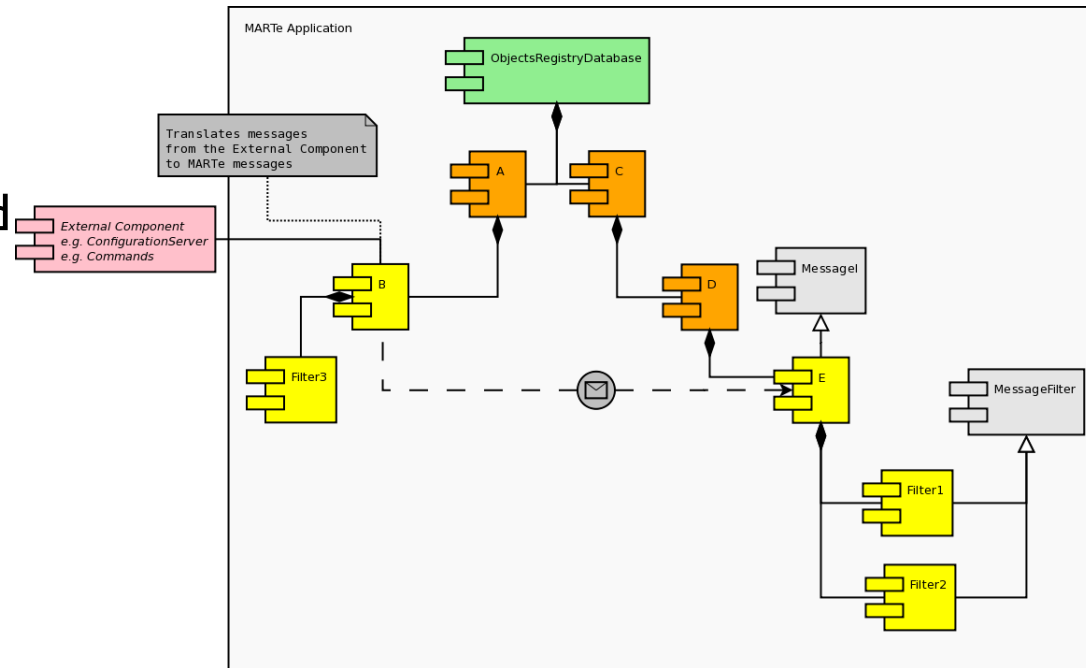 MARTe Application
ObjectsRegistryDatabase
Translates messages
from the External Component
to MARTe messages
A
C
d
External Component
e.g. ConfigurationServer
e.g. Commands
MessageI
B
D
Filter3
E
MessageFilter
Filter1
Filter2